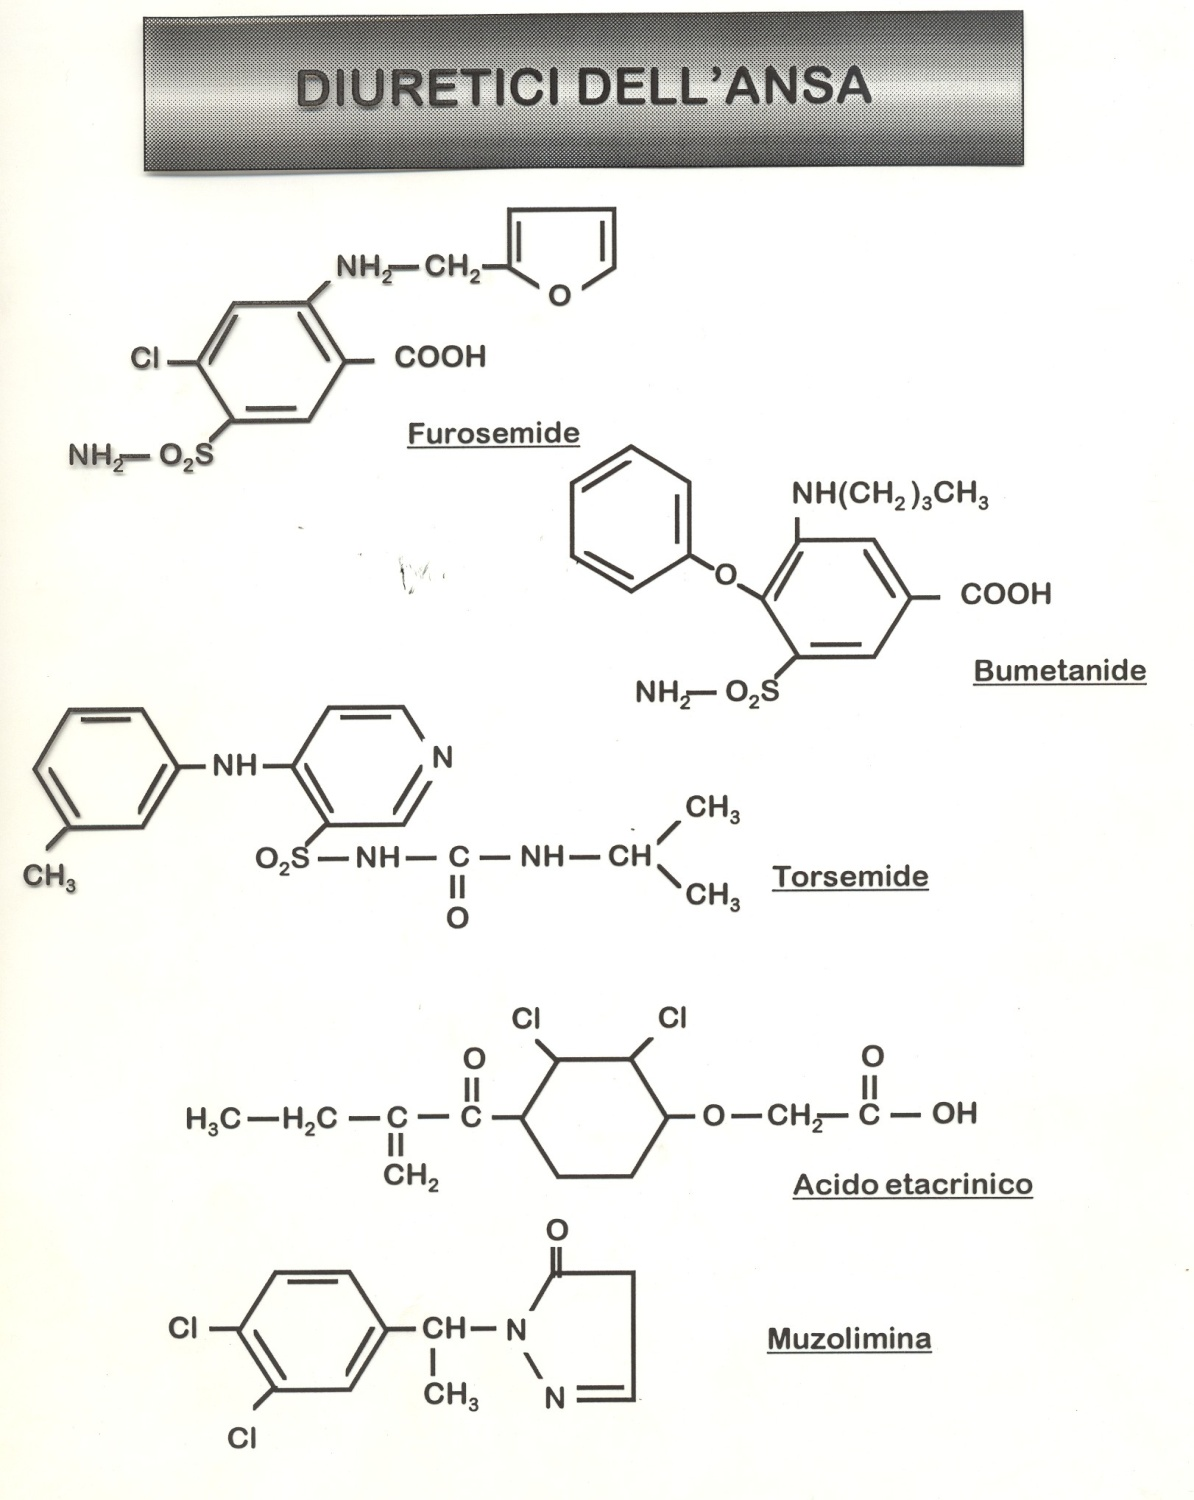 DIURETICI DELL'ANSA
NH2—CH2
O
Cl
COOH
NH2—O2S
Furosemide
NH(CH2)3CH3
O
COOH
NH2—O2S
Bumetanide
NH
N
CH3
O2S—NH—C—NH—CH
CH3
CH3
O
Torsemide
Cl
Cl
O
O
H3C—H2C—C—C
O—CH2—C—OH
CH2
Acido etacrinico
O
Cl
CH—N
CH3
N
Cl
Muzolimina